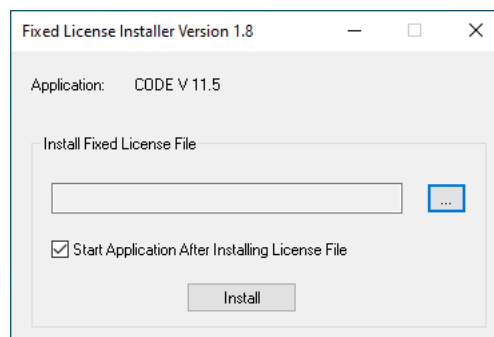 Fixed License Installer Version 1.8
Application: CODE V 11.5
Install Fixed License File
...
Start Application After Installing License File
Install